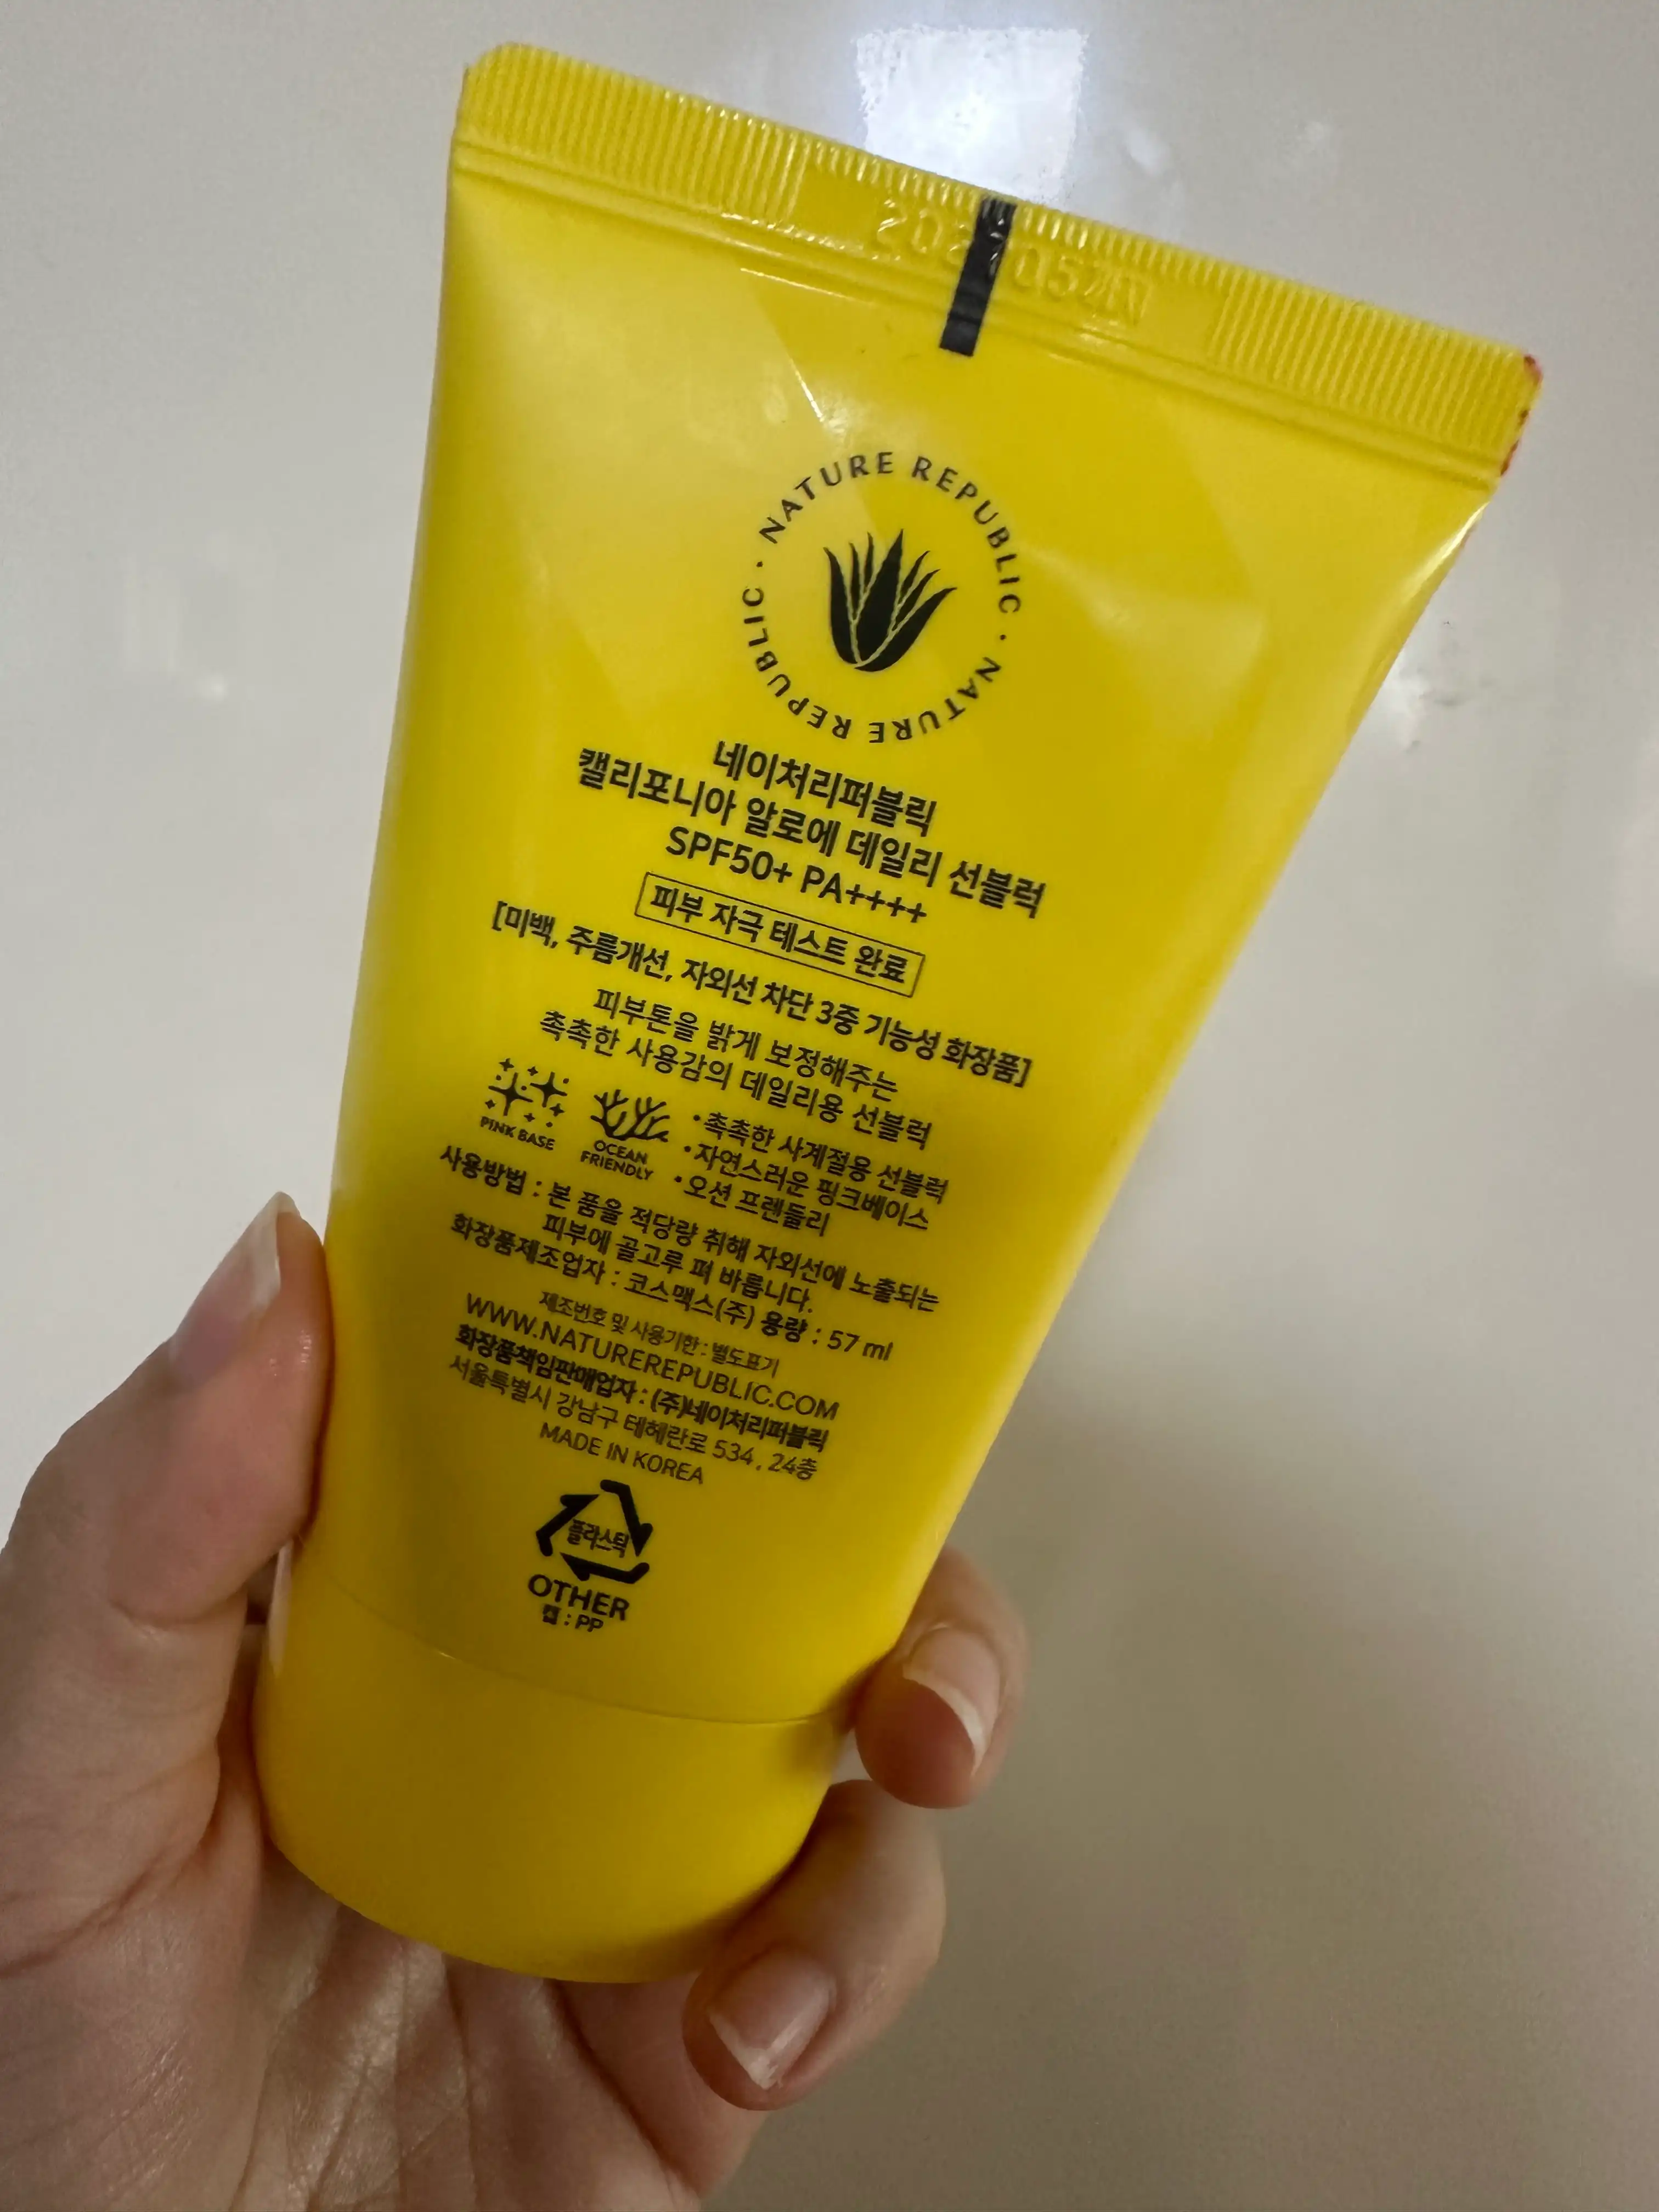 NATURE REPUBLIC · NATURE REPUBLIC ·
네이처리퍼블릭
캘리포니아 알로에 데일리 선블럭
SPF50+ PA++++
피부 자극 테스트 완료
[미백, 주름개선, 자외선 차단 3중 기능성 화장품]
피부톤을 밝게 보정해주는
촉촉한 사용감의 데일리용 선블럭
PINK BASE
OCEAN
FRIENDLY
•촉촉한 사계절용 선블럭
•자연스러운 핑크베이스
•오션 프렌들리
사용방법 : 본 품을 적당량 취해 자외선에 노출되는
피부에 골고루 펴 바릅니다.
화장품제조업자 : 코스맥스(주) 용량 : 57 ml
제조번호 및 사용기한 : 별도표기
WWW.NATUREREPUBLIC.COM
화장품책임판매업자 : (주)네이처리퍼블릭
서울특별시 강남구 테헤란로 534, 24층
MADE IN KOREA
플라스틱
OTHER
캡 : PP